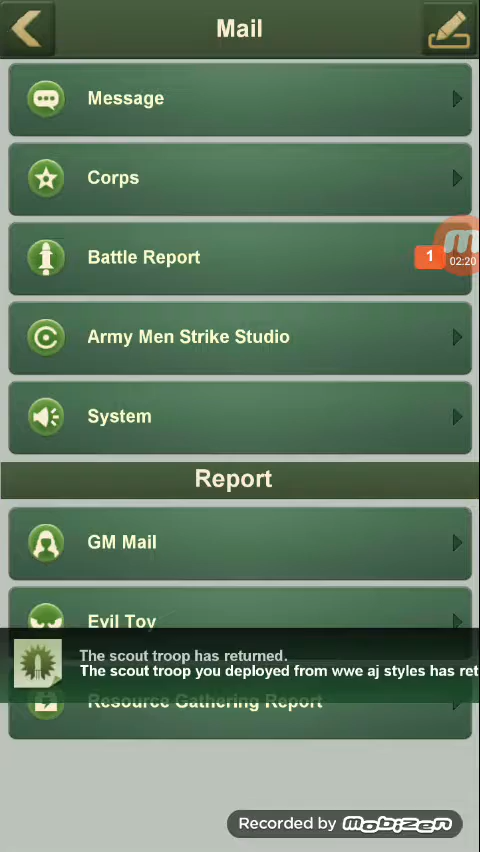 Mail
Message
Corps
Battle Report
1
02:20
Army Men Strike Studio
System
Report
GM Mail
Evil Toy
The scout troop has returned.
The scout troop you deployed from wwe aj styles has ret
Resource Gathering Report
Recorded by mobizen